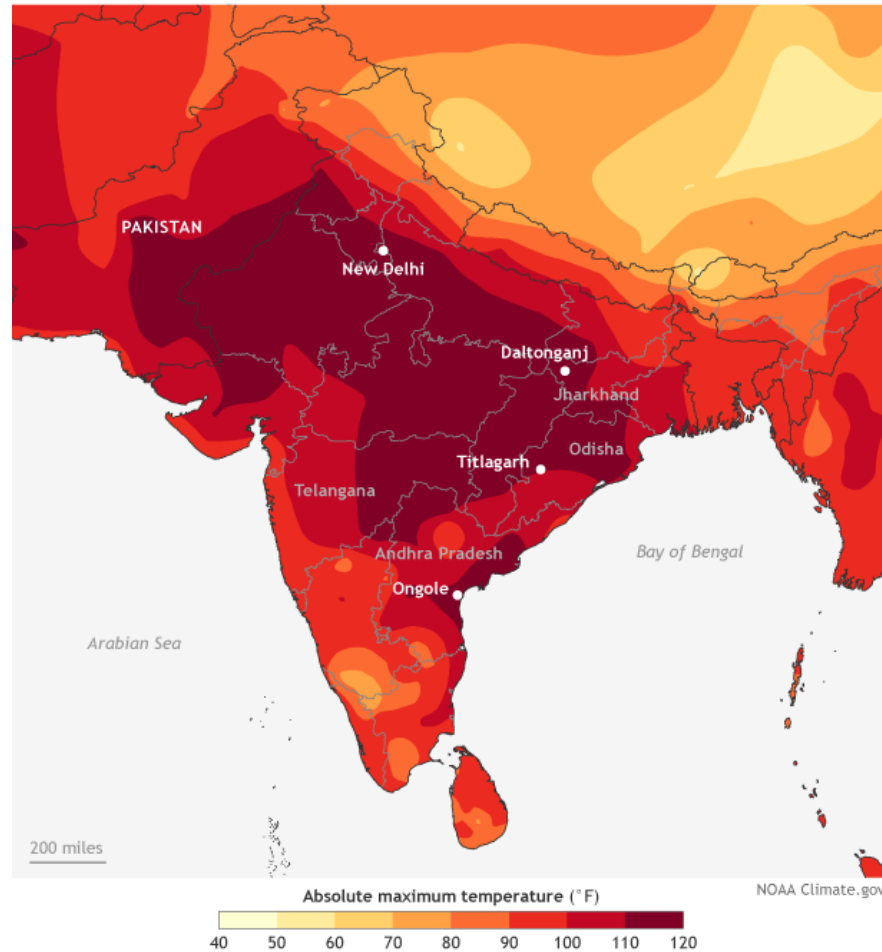 PAKISTAN
New Delhi
Daltonganj
Jharkhand
Odisha
Titlagarh
Telangana
Andhra Pradesh
Bay of Bengal
Ongole
Arabian Sea
200 miles
NOAA Climate.gov
Absolute maximum temperature (°F)
40 50 60 70 80 90 100 110 120